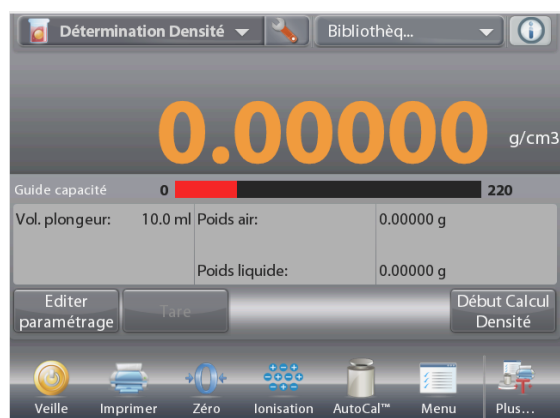 Détermination Densité
Bibliothèq...
0.00000 g/cm3
Guide capacité 0 220
Vol. plongeur: 10.0 ml Poids air: 0.00000 g
Poids liquide: 0.00000 g
Editer paramétrage
Tare
Début Calcul Densité
Veille Imprimer Zéro Ionisation AutoCal™ Menu Plus...